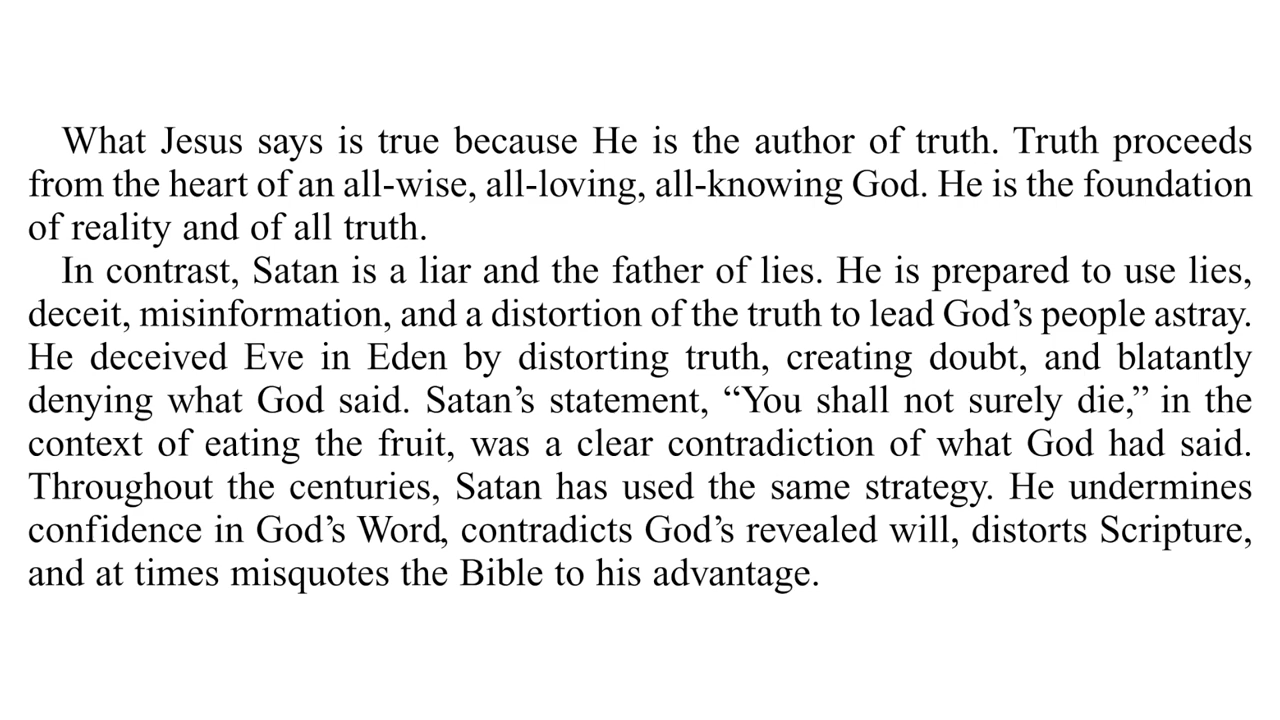 What Jesus says is true because He is the author of truth. Truth proceeds
from the heart of an all-wise, all-loving, all-knowing God. He is the foundation
of reality and of all truth.
In contrast, Satan is a liar and the father of lies. He is prepared to use lies,
deceit, misinformation, and a distortion of the truth to lead God’s people astray.
He deceived Eve in Eden by distorting truth, creating doubt, and blatantly
denying what God said. Satan’s statement, “You shall not surely die,” in the
context of eating the fruit, was a clear contradiction of what God had said.
Throughout the centuries, Satan has used the same strategy. He undermines
confidence in God’s Word, contradicts God’s revealed will, distorts Scripture,
and at times misquotes the Bible to his advantage.